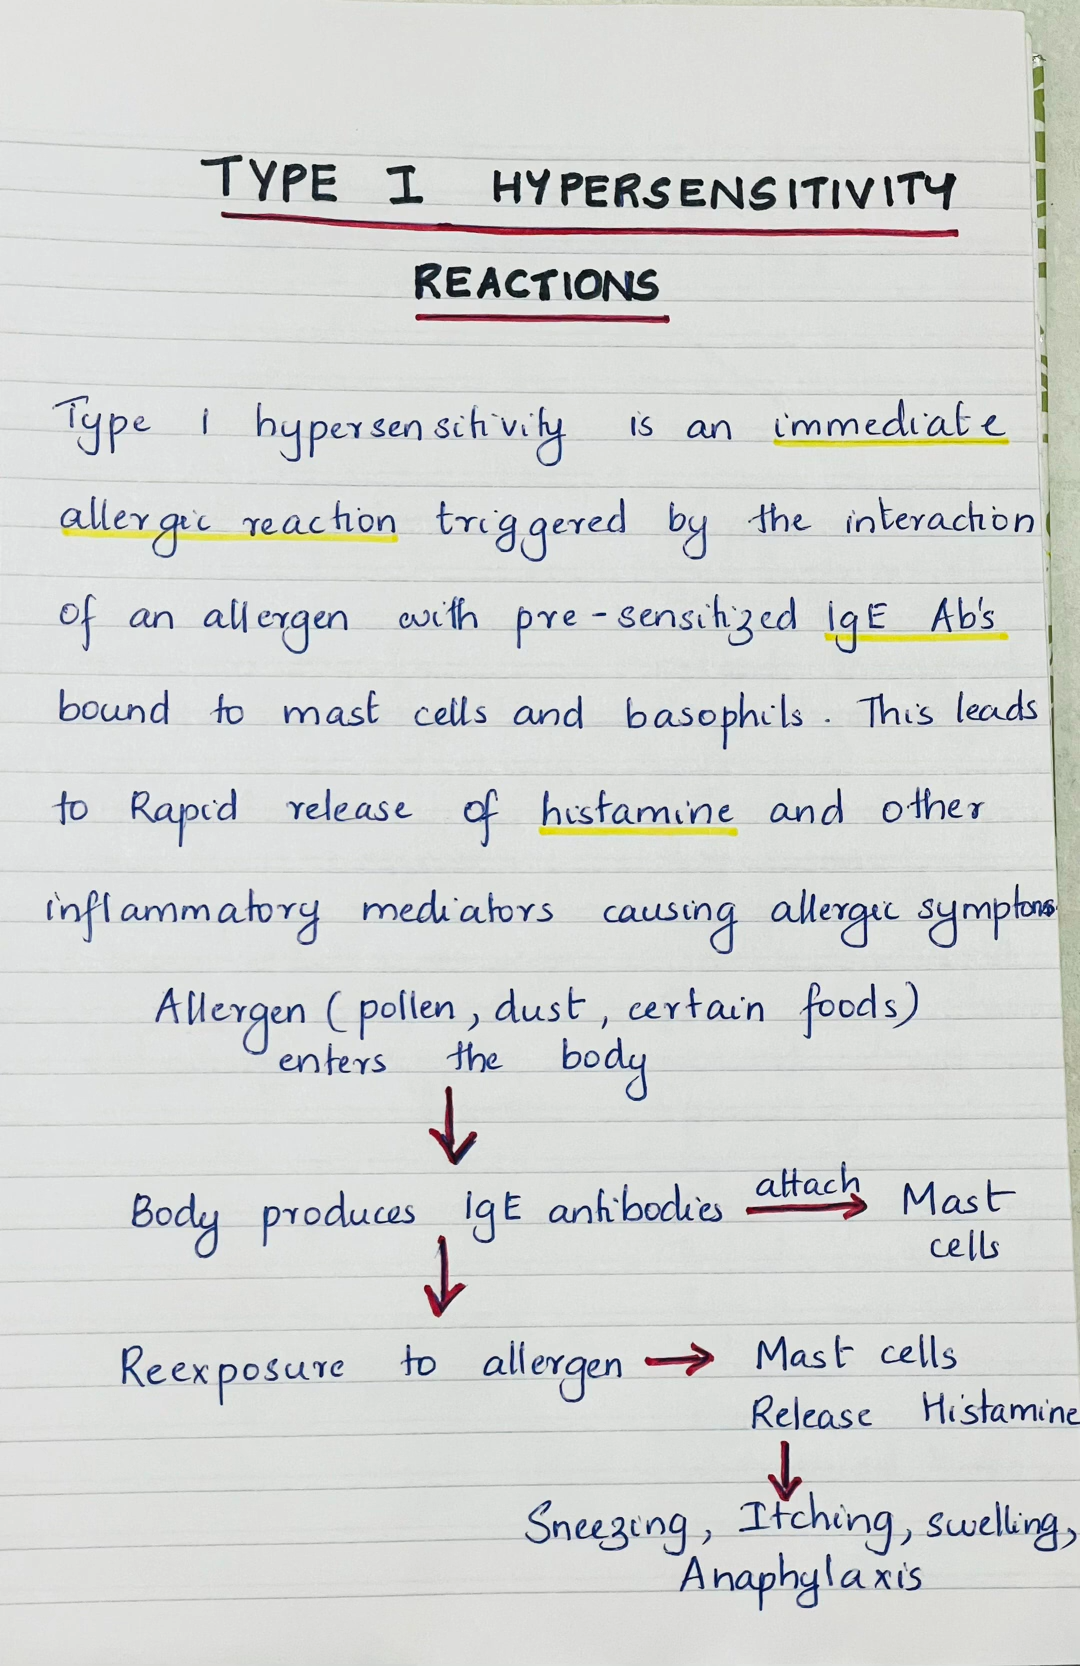 TYPE I HYPERSENSITIVITY
REACTIONS
Type I hypersensitivity is an immediate
allergic reaction triggered by the interaction
of an allergen with pre-sensitized IgE Ab's
bound to mast cells and basophils. This leads
to Rapid release of histamine and other
inflammatory mediators causing allergic symptoms.
Allergen (pollen, dust, certain foods)
enters the body
↓
Body produces IgE antibodies attach → Mast
cells
↓
Reexposure to allergen → Mast cells
Release Histamine
↓
Sneezing, Itching, swelling,
Anaphylaxis